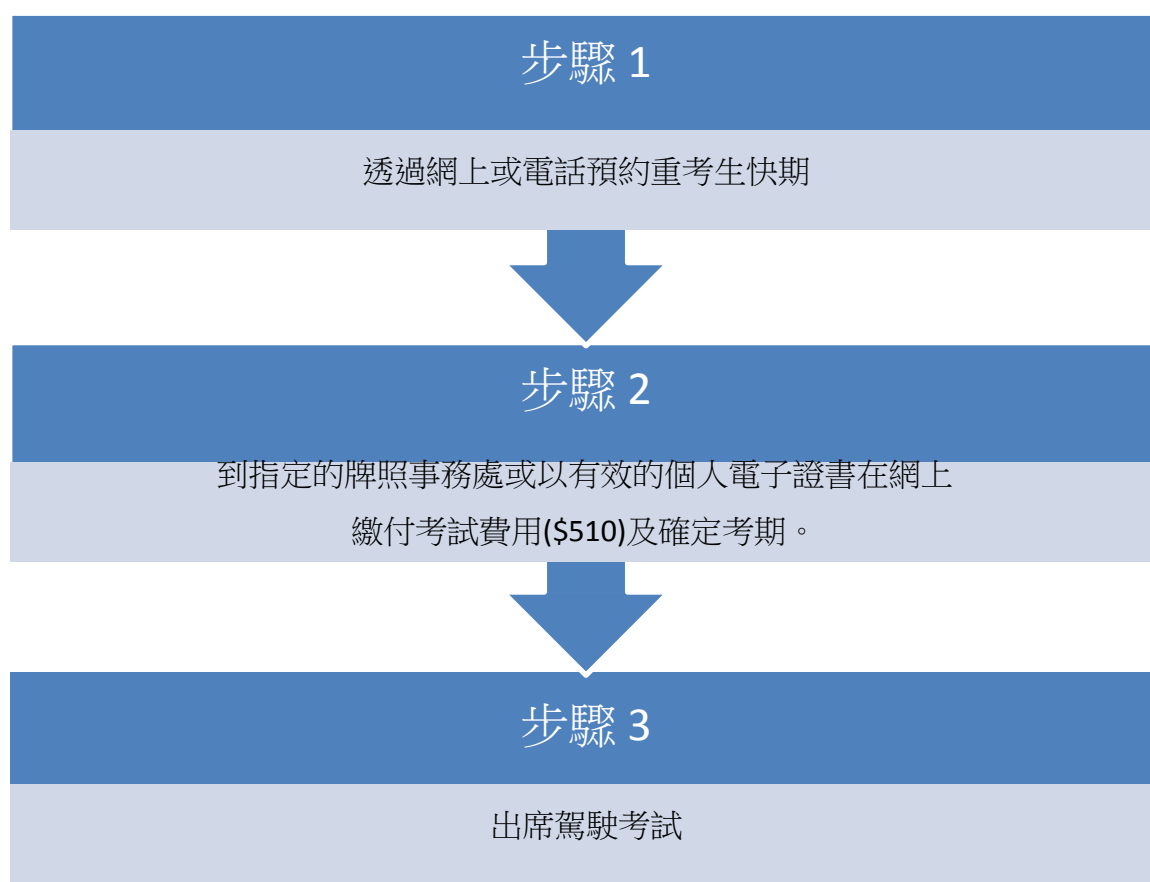 步驟 1
透過網上或電話預約重考生快期
步驟 2
到指定的牌照事務處或以有效的個人電子證書在網上
繳付考試費用($510)及確定考期。
步驟 3
出席駕駛考試